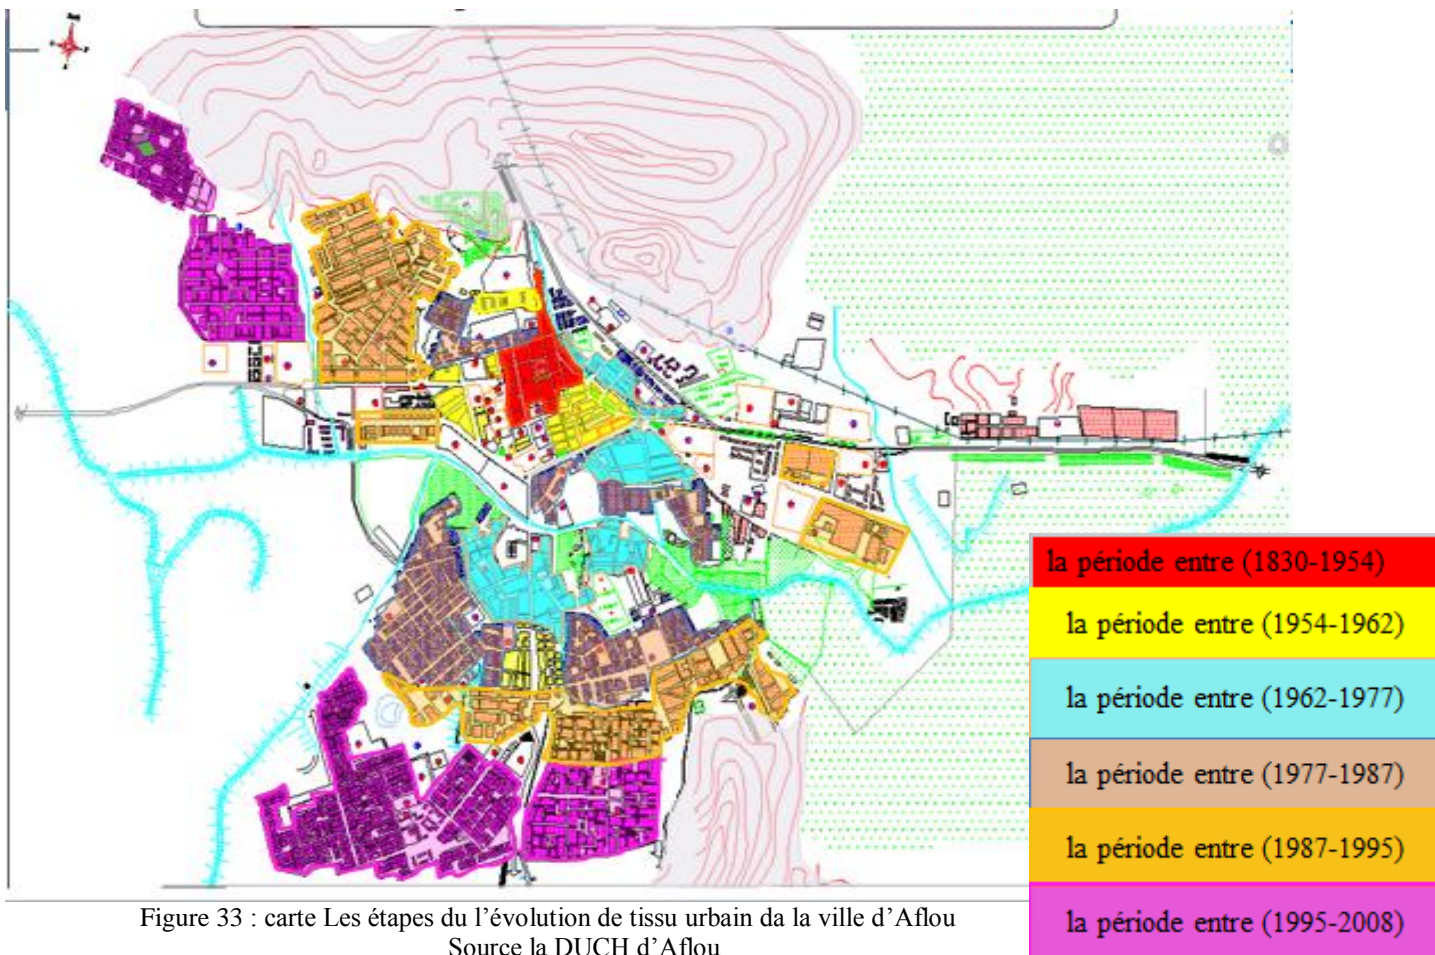 la période entre (1830-1954)
la période entre (1954-1962)
la période entre (1962-1977)
la période entre (1977-1987)
la période entre (1987-1995)
la période entre (1995-2008)
Figure 33 : carte Les étapes du l’évolution de tissu urbain da la ville d’Aflou
Source la DUCH d’Aflou